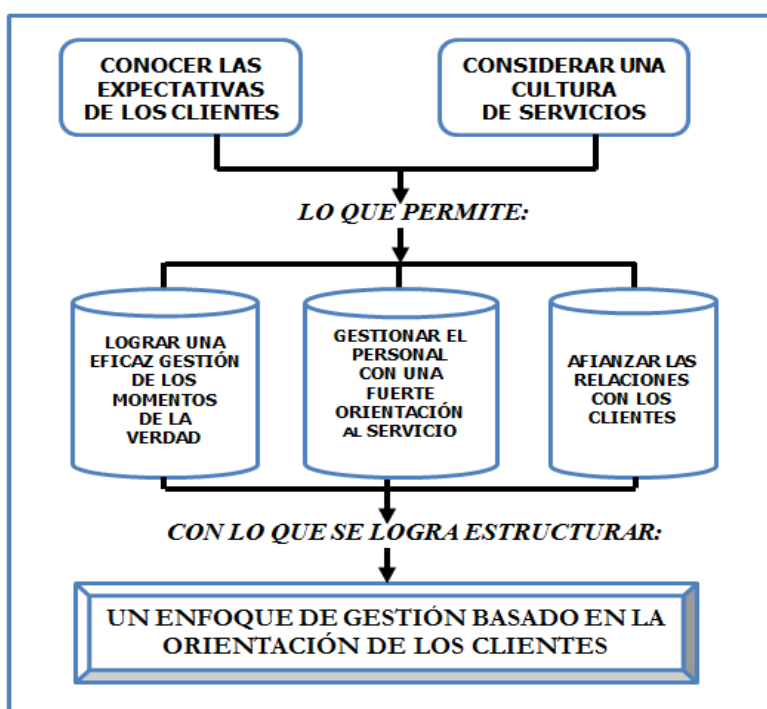 CONOCER LAS
EXPECTATIVAS
DE LOS CLIENTES
CONSIDERAR UNA
CULTURA
DE SERVICIOS
LO QUE PERMITE:
LOGRAR UNA
EFICAZ GESTIÓN
DE LOS
MOMENTOS
DE LA
VERDAD
GESTIONAR EL
PERSONAL
CON UNA
FUERTE
ORIENTACIÓN
AL SERVICIO
AFIANZAR LAS
RELACIONES
CON LOS
CLIENTES
CON LO QUE SE LOGRA ESTRUCTURAR:
UN ENFOQUE DE GESTIÓN BASADO EN LA
ORIENTACIÓN DE LOS CLIENTES